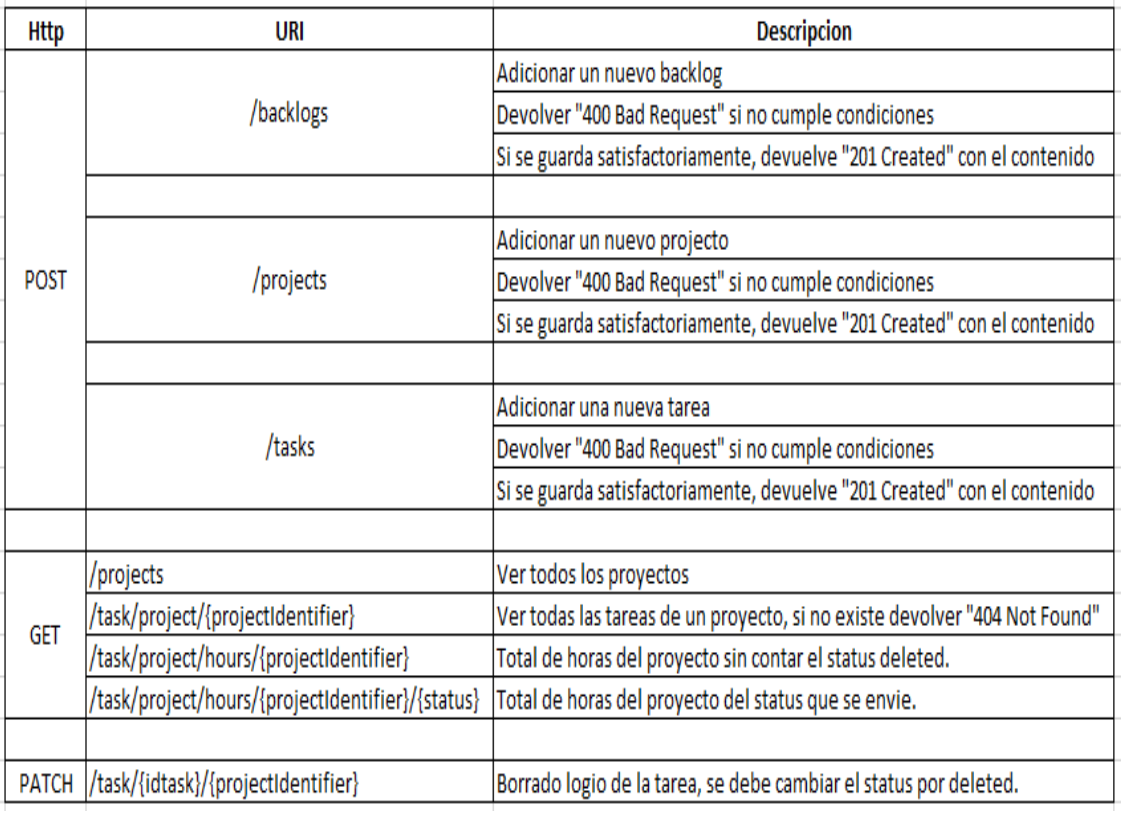 Http URI Descripcion
POST
/backlogs
Adicionar un nuevo backlog
Devolver "400 Bad Request" si no cumple condiciones
Si se guarda satisfactoriamente, devuelve "201 Created" con el contenido
/projects
Adicionar un nuevo projecto
Devolver "400 Bad Request" si no cumple condiciones
Si se guarda satisfactoriamente, devuelve "201 Created" con el contenido
/tasks
Adicionar una nueva tarea
Devolver "400 Bad Request" si no cumple condiciones
Si se guarda satisfactoriamente, devuelve "201 Created" con el contenido
GET
/projects Ver todos los proyectos
/task/project/{projectIdentifier} Ver todas las tareas de un proyecto, si no existe devolver "404 Not Found"
/task/project/hours/{projectIdentifier} Total de horas del proyecto sin contar el status deleted.
/task/project/hours/{projectIdentifier}/{status} Total de horas del proyecto del status que se envie.
PATCH /task/{idtask}/{projectIdentifier} Borrado logio de la tarea, se debe cambiar el status por deleted.